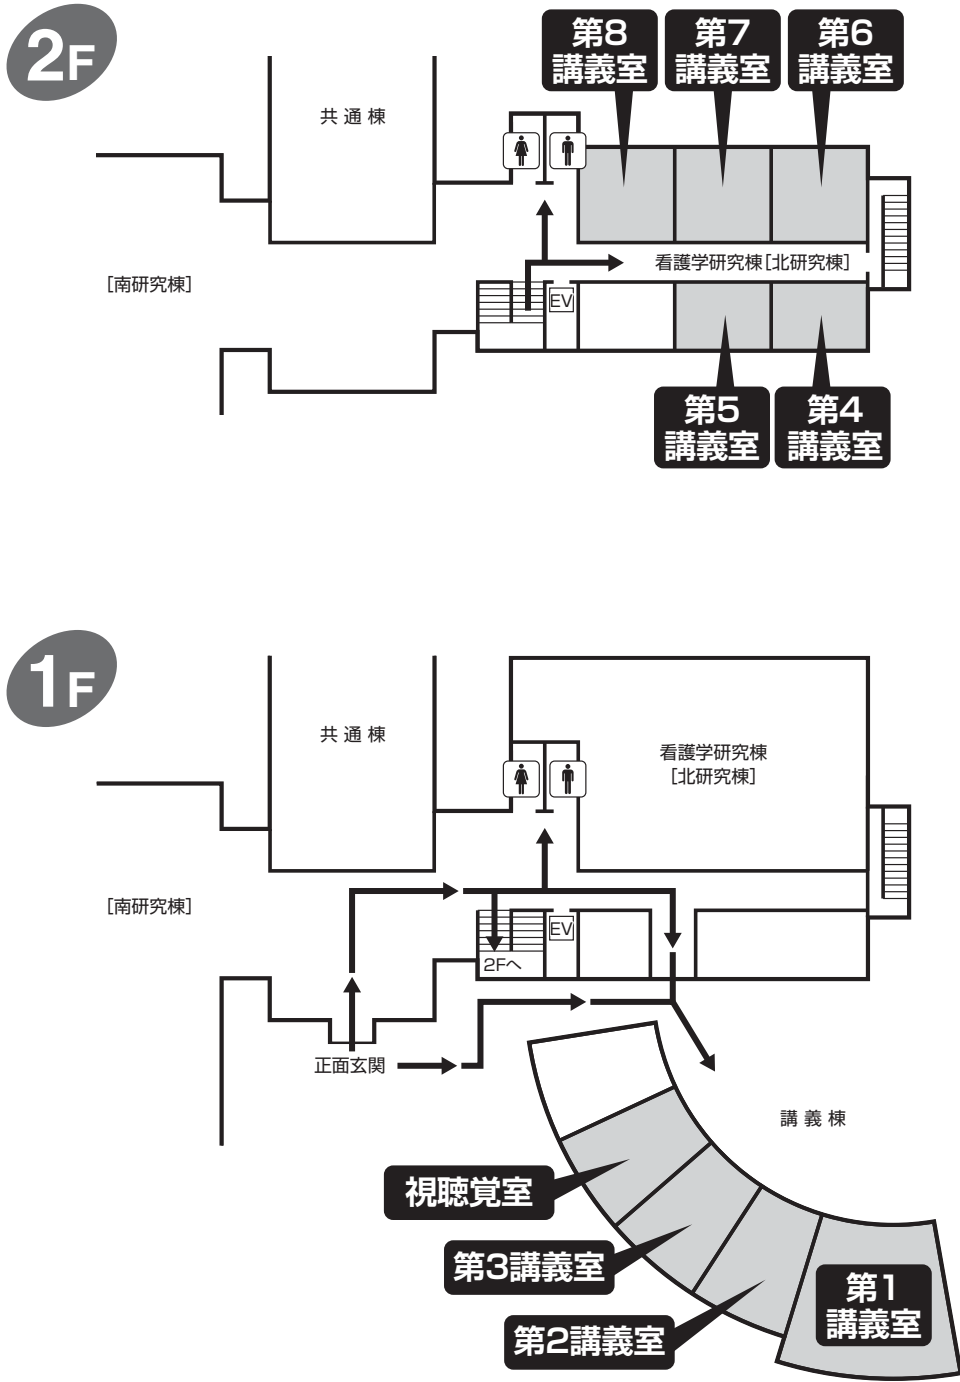 2F
第8
講義室
第7
講義室
第6
講義室
共通棟
[南研究棟]
看護学研究棟[北研究棟]
EV
第5
講義室
第4
講義室
1F
共通棟
看護学研究棟
[北研究棟]
[南研究棟]
EV
2Fへ
正面玄関
講義棟
視聴覚室
第3講義室
第2講義室
第1
講義室